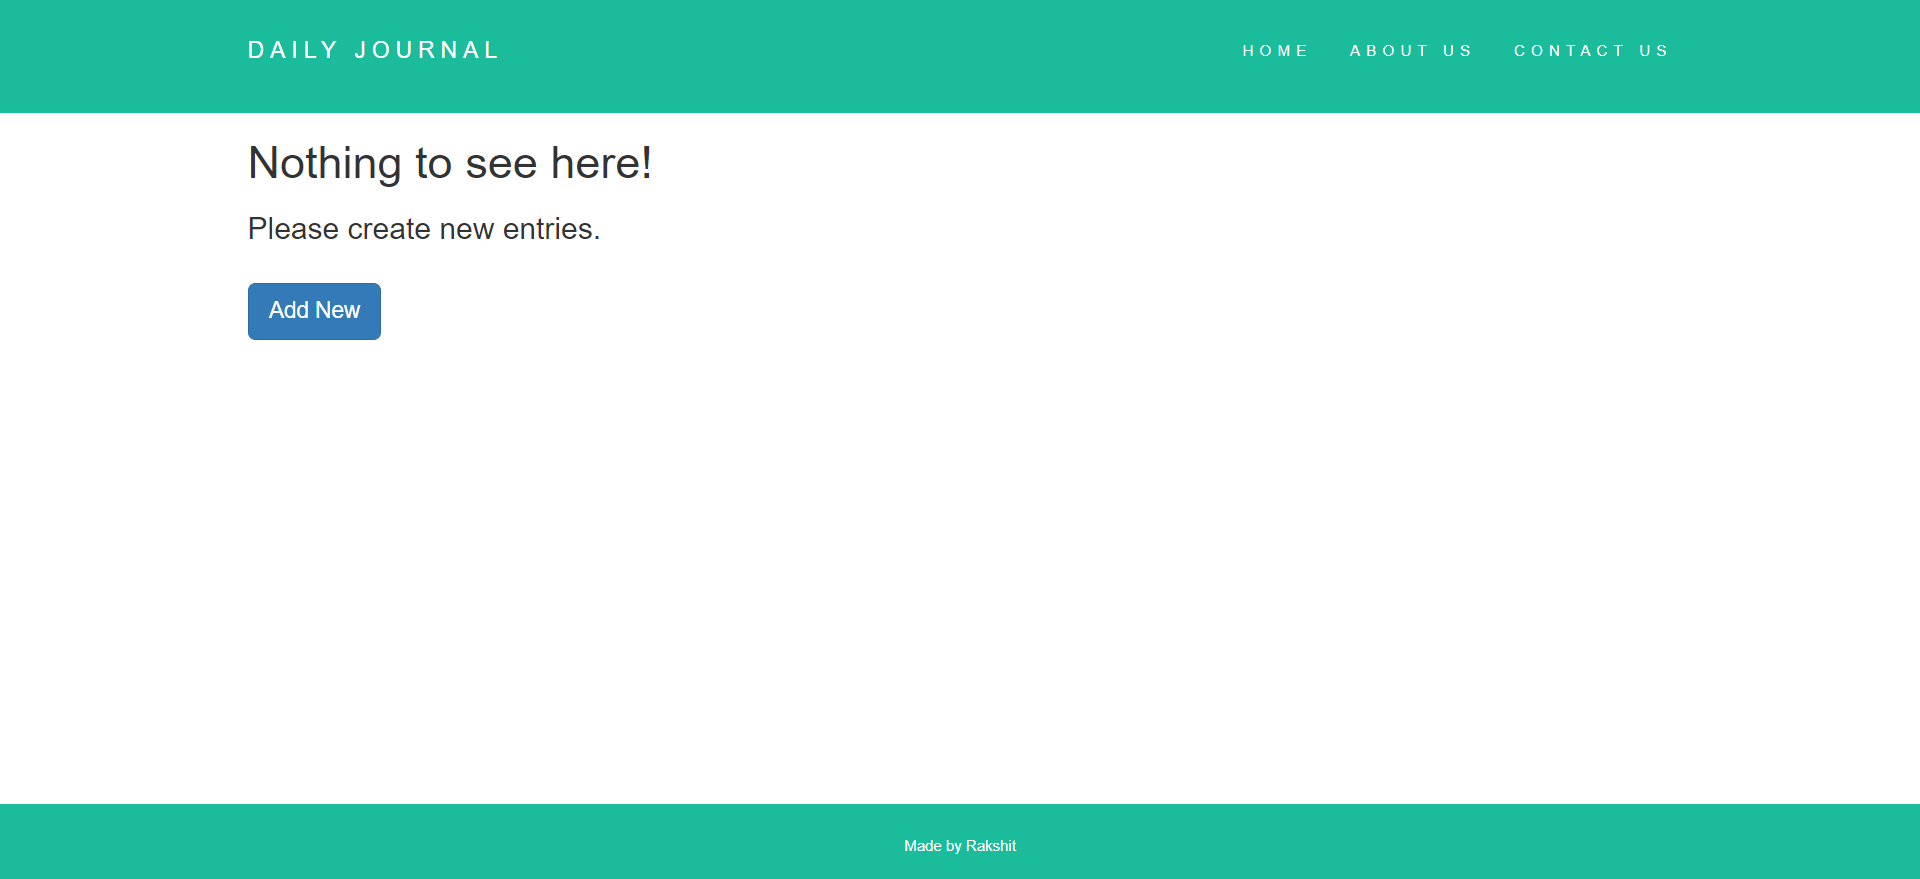 DAILY JOURNAL
HOME ABOUT US CONTACT US
Nothing to see here!
Please create new entries.
Add New
Made by Rakshit